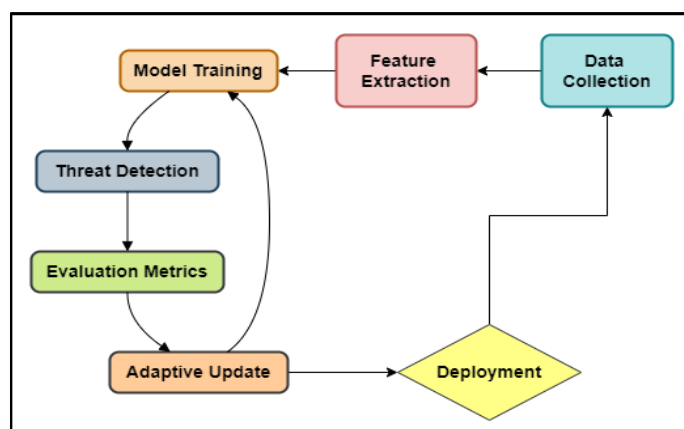 Model Training
Feature
Extraction
Data
Collection
Threat Detection
Evaluation Metrics
Adaptive Update
Deployment